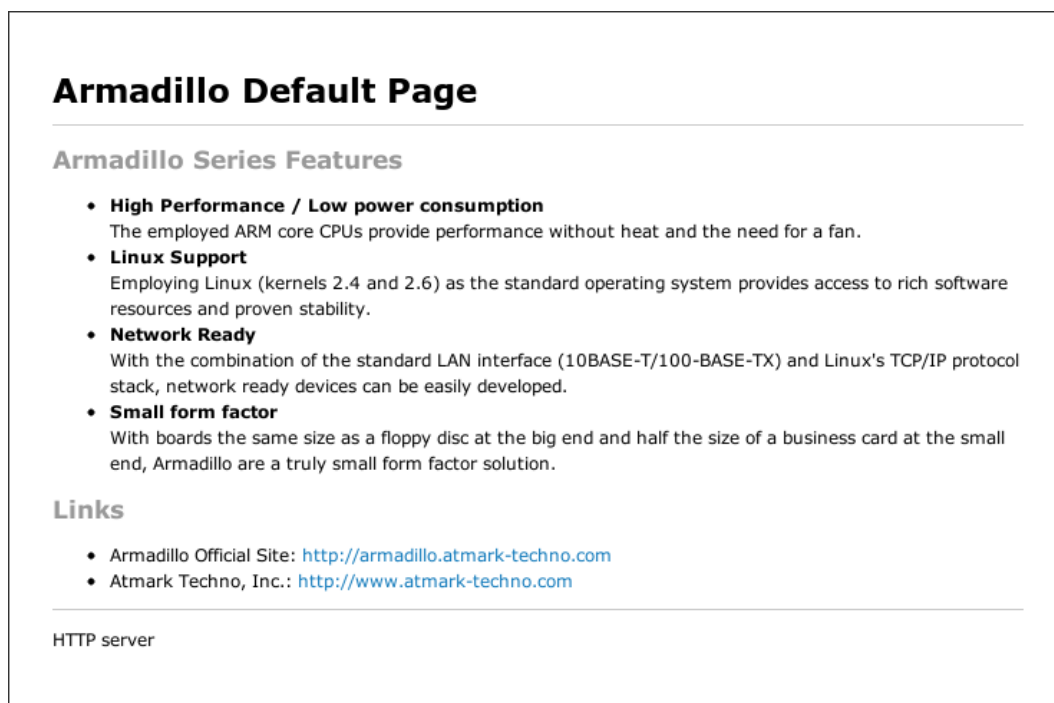 Armadillo Default Page
Armadillo Series Features
• High Performance / Low power consumption
The employed ARM core CPUs provide performance without heat and the need for a fan.
• Linux Support
Employing Linux (kernels 2.4 and 2.6) as the standard operating system provides access to rich software
resources and proven stability.
• Network Ready
With the combination of the standard LAN interface (10BASE-T/100-BASE-TX) and Linux's TCP/IP protocol
stack, network ready devices can be easily developed.
• Small form factor
With boards the same size as a floppy disc at the big end and half the size of a business card at the small
end, Armadillo are a truly small form factor solution.
Links
• Armadillo Official Site: http://armadillo.atmark-techno.com
• Atmark Techno, Inc.: http://www.atmark-techno.com
HTTP server